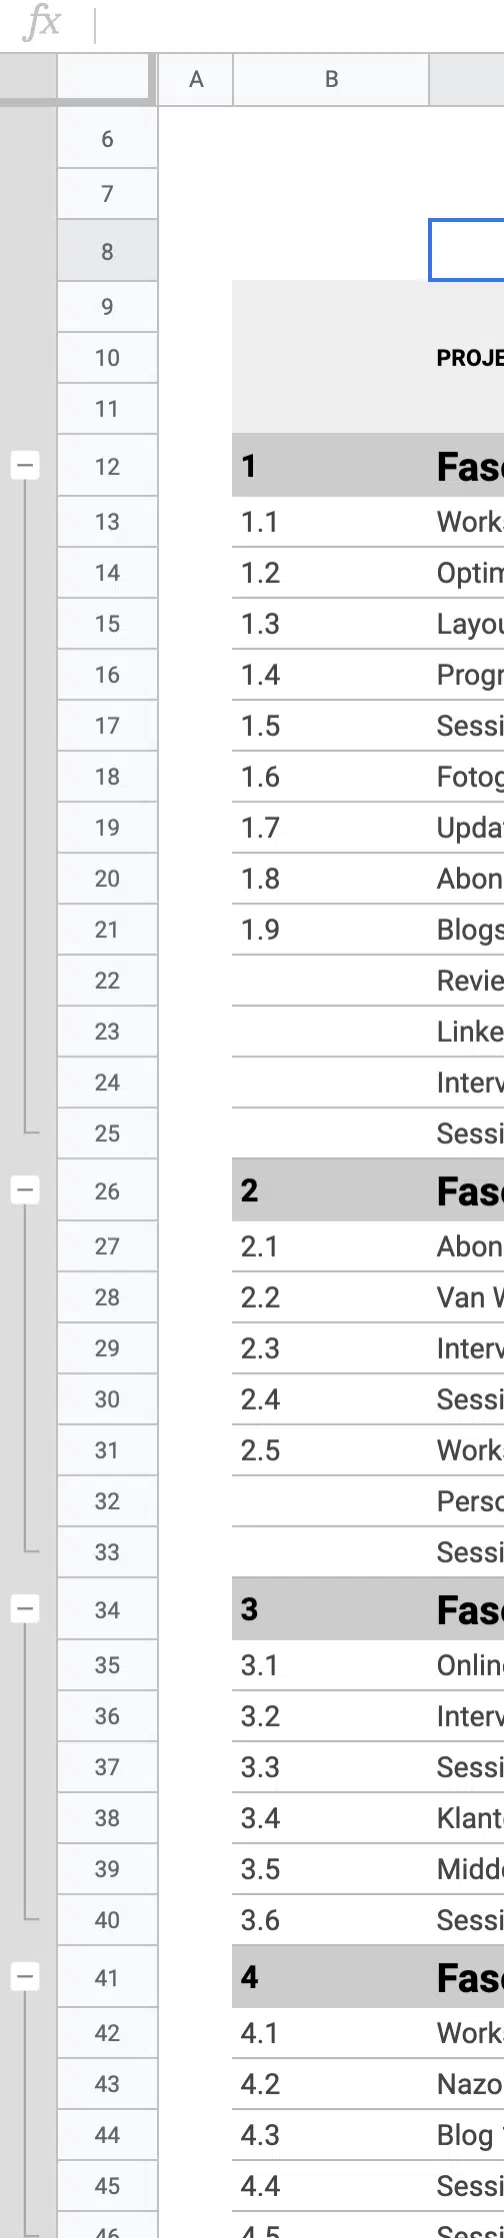 fx
A B
6
7
8
9
10 PROJE
11
12 1 Fas
13 1.1 Work
14 1.2 Optim
15 1.3 Layou
16 1.4 Progr
17 1.5 Sessi
18 1.6 Fotog
19 1.7 Upda
20 1.8 Abon
21 1.9 Blogs
22 Revie
23 Linke
24 Interv
25 Sessi
26 2 Fas
27 2.1 Abon
28 2.2 Van
29 2.3 Interv
30 2.4 Sessi
31 2.5 Work
32 Perso
33 Sessi
34 3 Fas
35 3.1 Onlin
36 3.2 Interv
37 3.3 Sessi
38 3.4 Klant
39 3.5 Midd
40 3.6 Sessi
41 4 Fas
42 4.1 Work
43 4.2 Nazo
44 4.3 Blog
45 4.4 Sessi
46 4.5 Sessi